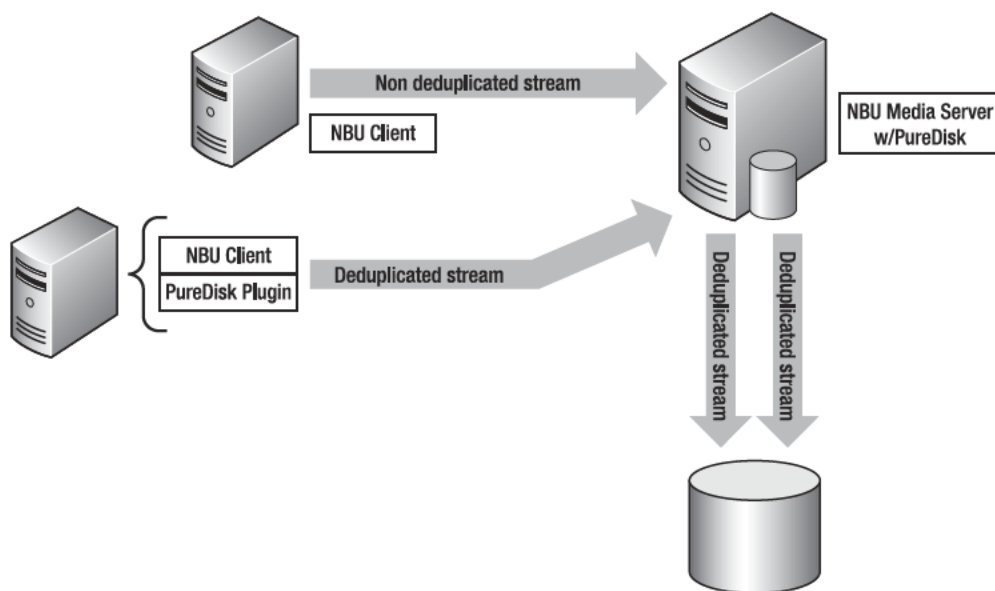 Non deduplicated stream
NBU Client
NBU Media Server
w/PureDisk
NBU Client
PureDisk Plugin
Deduplicated stream
Deduplicated stream
Deduplicated stream